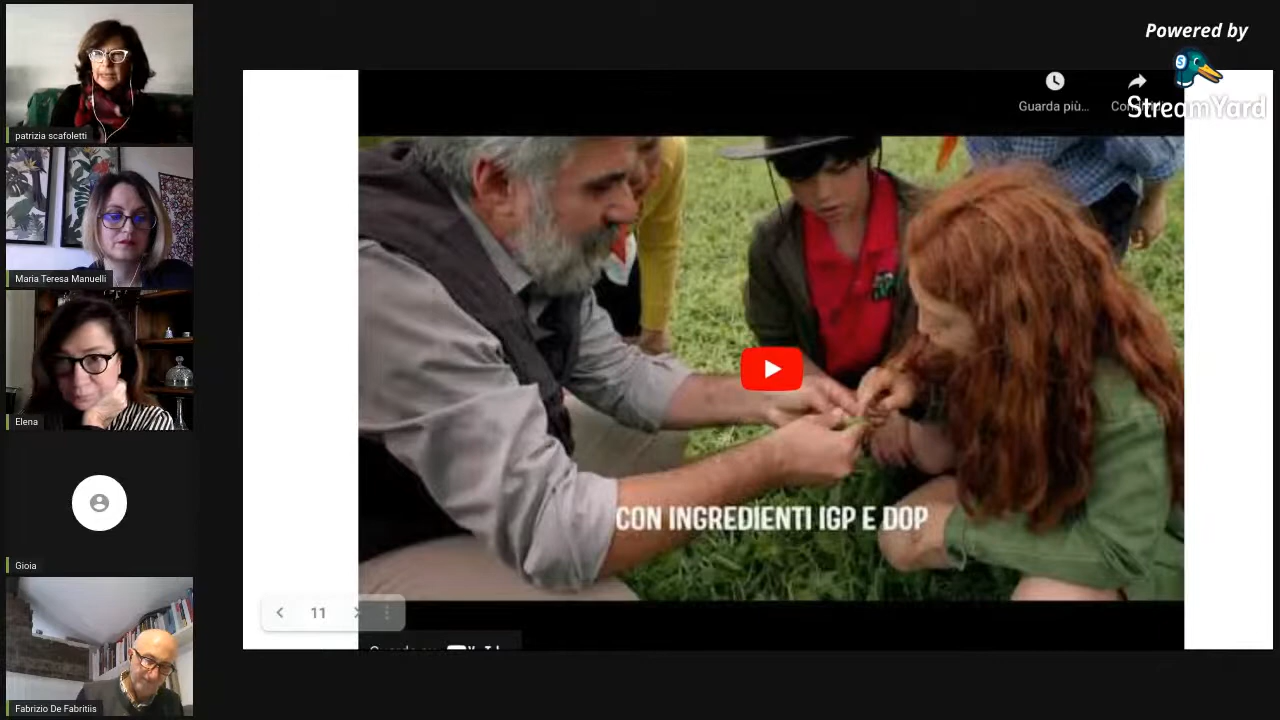 Powered by
StreamYard
Guarda più...
patrizia scafoletti
Maria Teresa Manuelli
Elena
Gioia
Fabrizio De Fabritiis
CON INGREDIENTI IGP E DOP
11